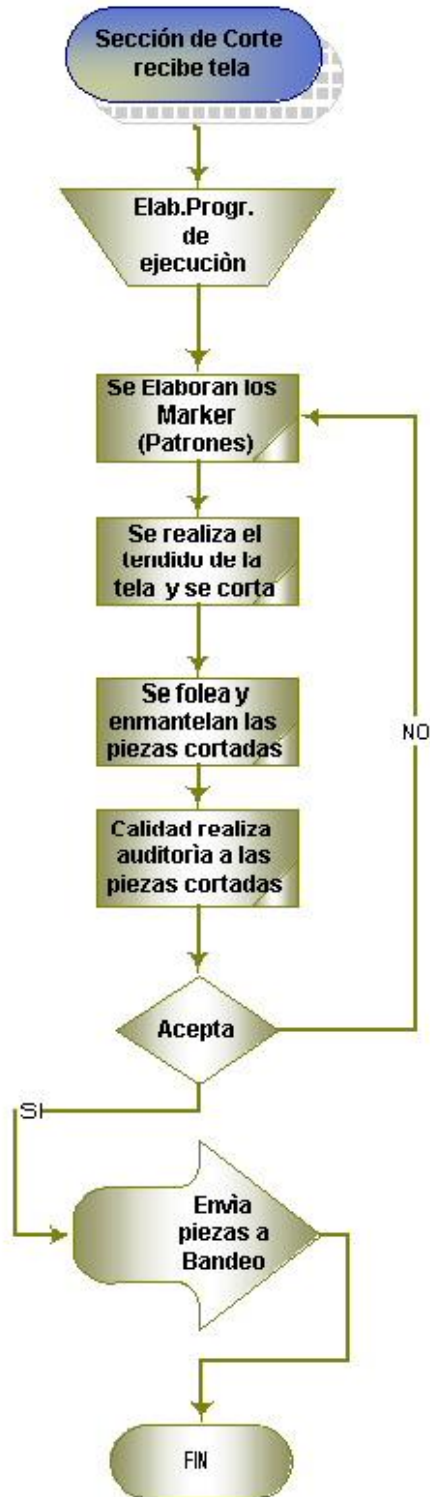 Sección de Corte
recibe tela
Elab.Progr.
de
ejecuciòn
Se Elaboran los
Marker
(Patrones)
Se realiza el
tendido de la
tela y se corta
Se folea y
enmantelan las
piezas cortadas
NO
Calidad realiza
auditorìa a las
piezas cortadas
Acepta
SI
Envìa
piezas a
Bandeo
FIN